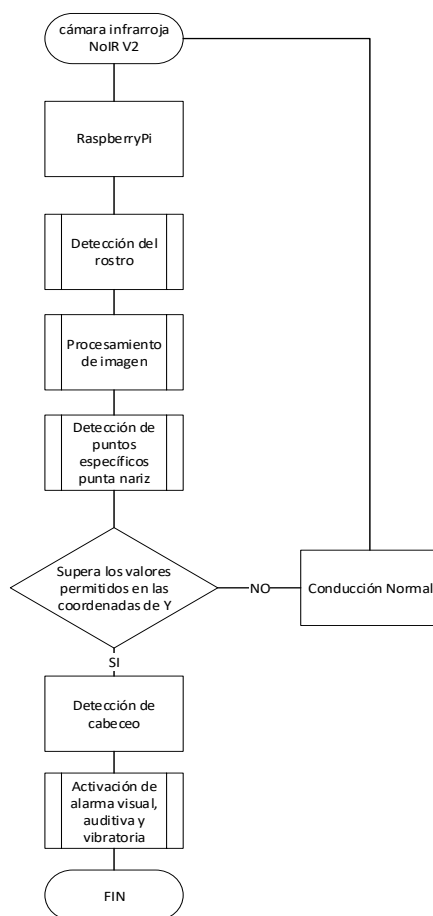 cámara infrarroja
NoIR V2
RaspberryPi
Detección del
rostro
Procesamiento
de imagen
Detección de
puntos
específicos
punta nariz
Supera los valores
permitidos en las
coordenadas de Y
NO
Conducción Normal
SI
Detección de
cabeceo
Activación de
alarma visual,
auditiva y
vibratoria
FIN